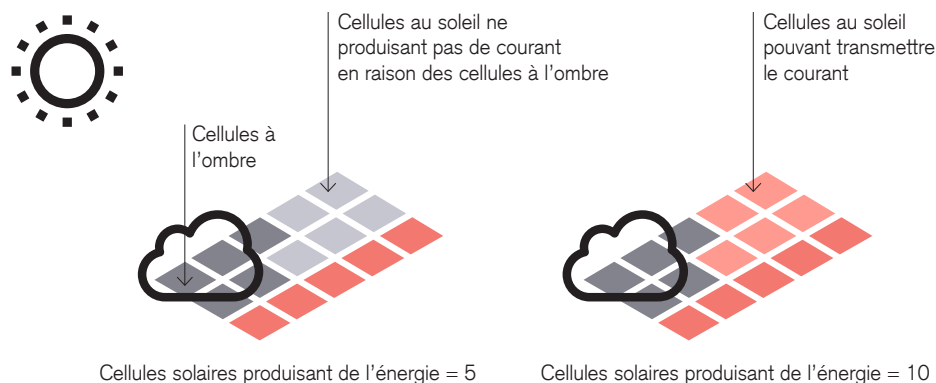 Cellules au soleil ne
produisant pas de courant
en raison des cellules à l'ombre
Cellules au soleil
pouvant transmettre
le courant
Cellules à
l'ombre
Cellules solaires produisant de l'énergie = 5
Cellules solaires produisant de l'énergie = 10